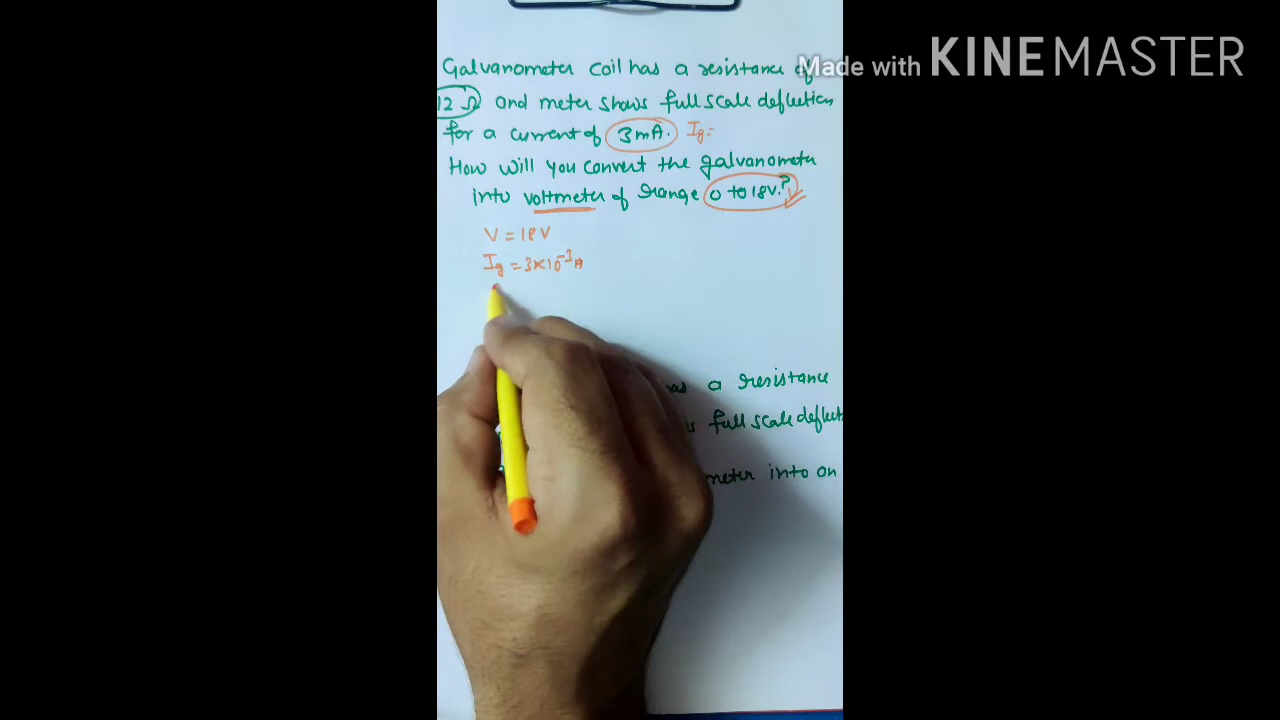 Made with KINEMASTER
Galvanometer coil has a resistance of
12 Ω and meter shows full scale deflection
for a current of 3mA. Ig=
How will you convert the galvanometer
into voltmeter of range 0 to 18V.?
V = 18V
Ig = 3×10⁻³A
a resistance
full scale deflect
meter into an